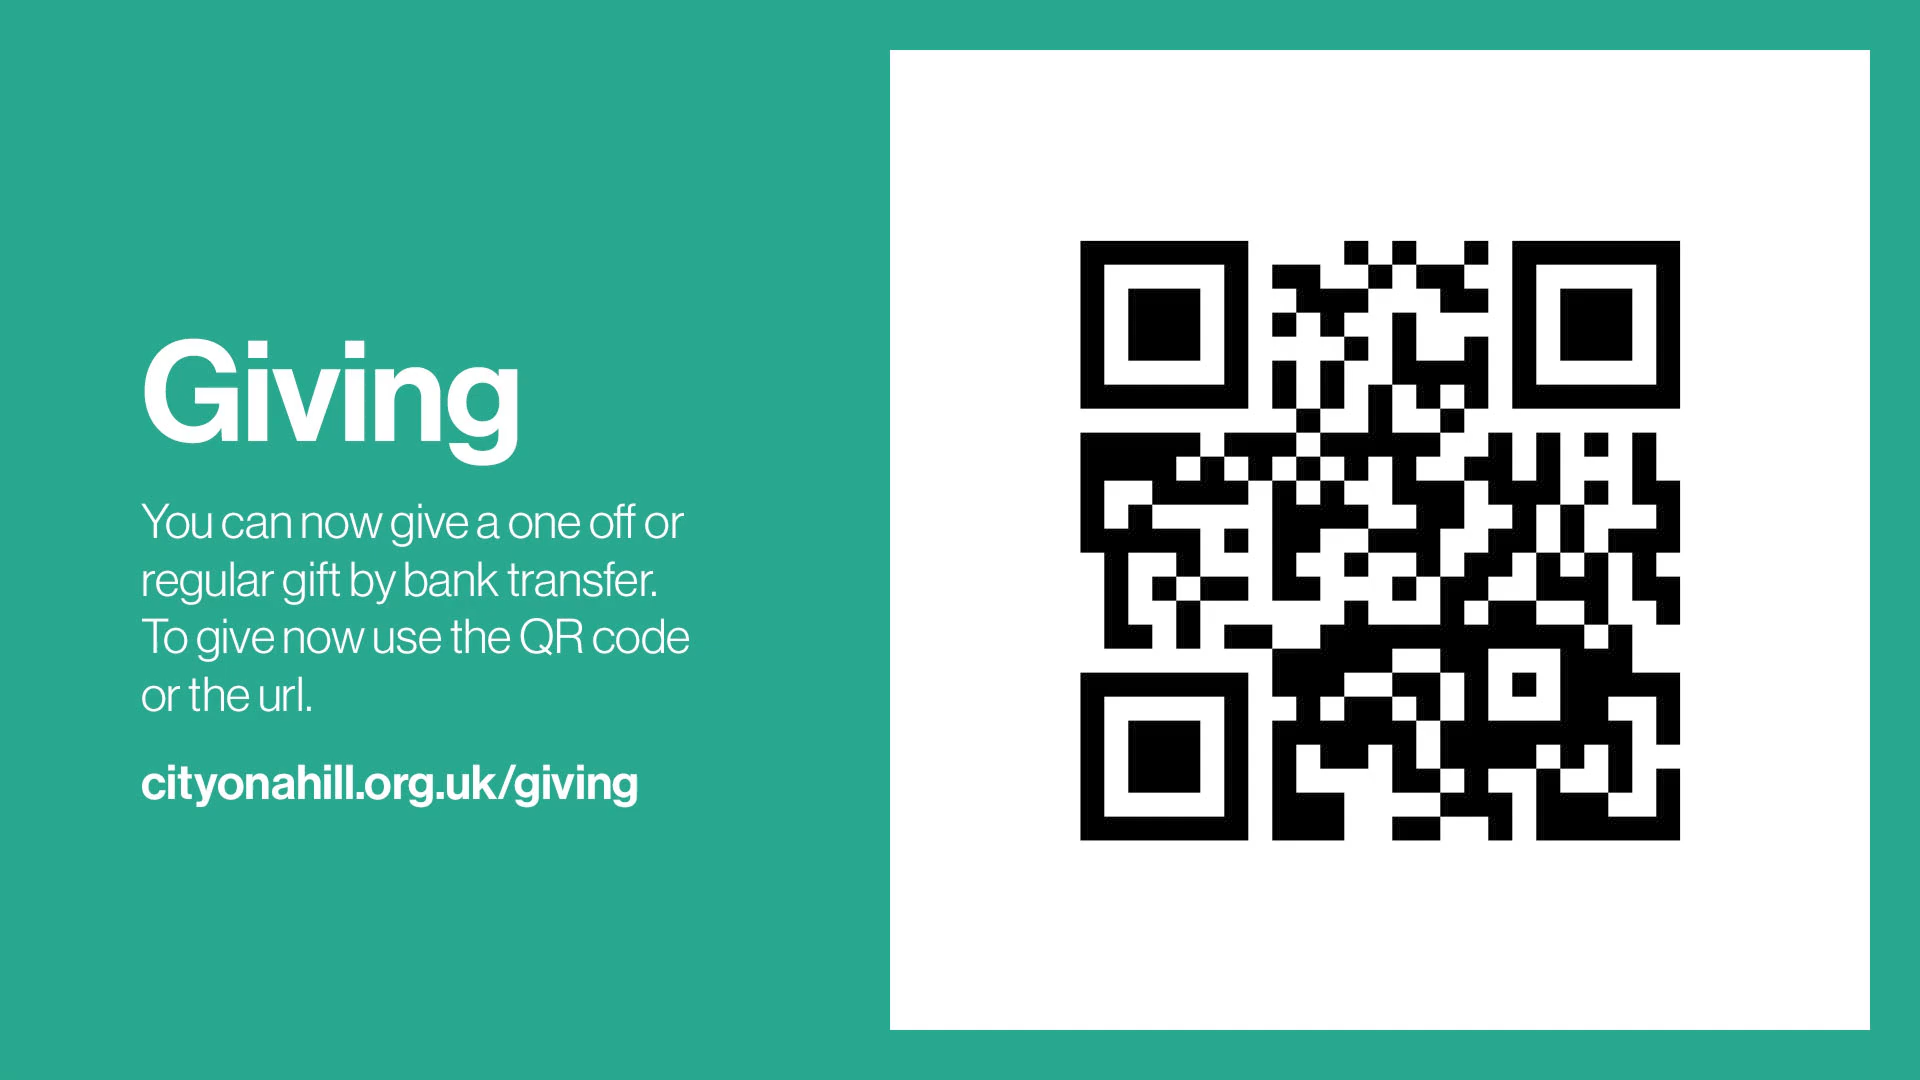 Giving
You can now give a one off or
regular gift by bank transfer.
To give now use the QR code
or the url.
cityonahill.org.uk/giving